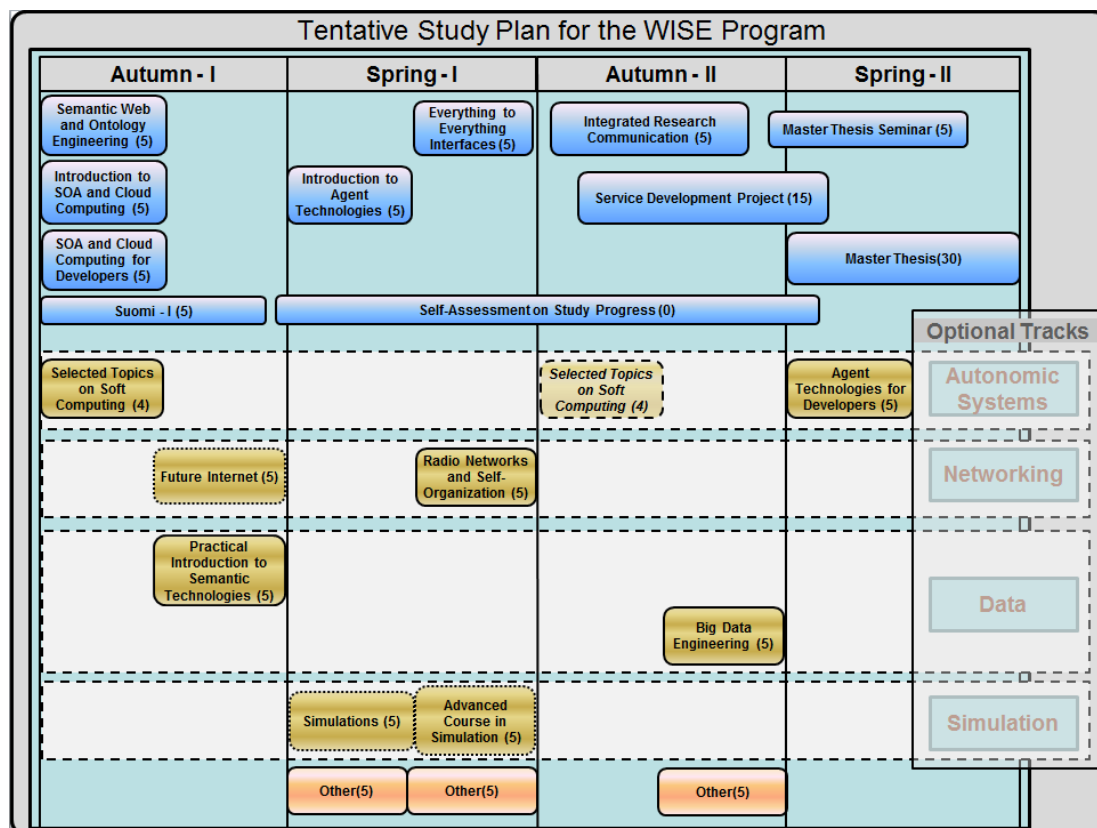 Tentative Study Plan for the WISE Program
Autumn - I
Spring - I
Autumn - II
Spring - II
Semantic Web
and Ontology
Engineering (5)
Everything to
Everything
Interfaces (5)
Integrated Research
Communication (5)
Master Thesis Seminar (5)
Introduction to
SOA and Cloud
Computing (5)
Introduction to
Agent
Technologies (5)
Service Development Project (15)
SOA and Cloud
Computing for
Developers (5)
Master Thesis(30)
Suomi - I (5)
Self-Assessment on Study Progress (0)
Optional Tracks
Selected Topics
on Soft
Computing (4)
Selected Topics
on Soft
Computing (4)
Agent
Technologies for
Developers (5)
Autonomic
Systems
Future Internet (5)
Radio Networks
and Self-
Organization (5)
Networking
Practical
Introduction to
Semantic
Technologies (5)
Big Data
Engineering (5)
Data
Simulations (5)
Advanced
Course in
Simulation (5)
Simulation
Other(5)
Other(5)
Other(5)